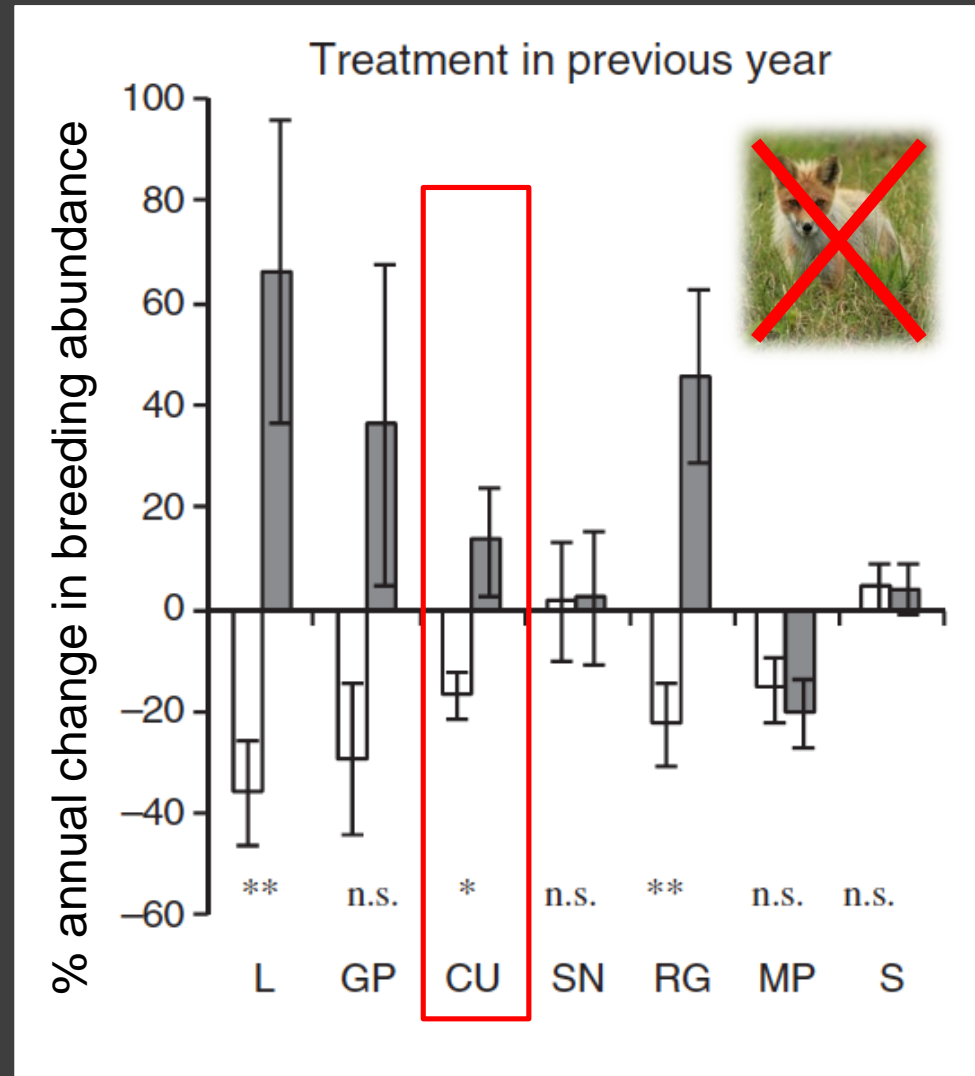 Treatment in previous year
% annual change in breeding abundance
100
80
60
40
20
0
–20
–40
–60
** n.s. * n.s. ** n.s. n.s.
L GP CU SN RG MP S